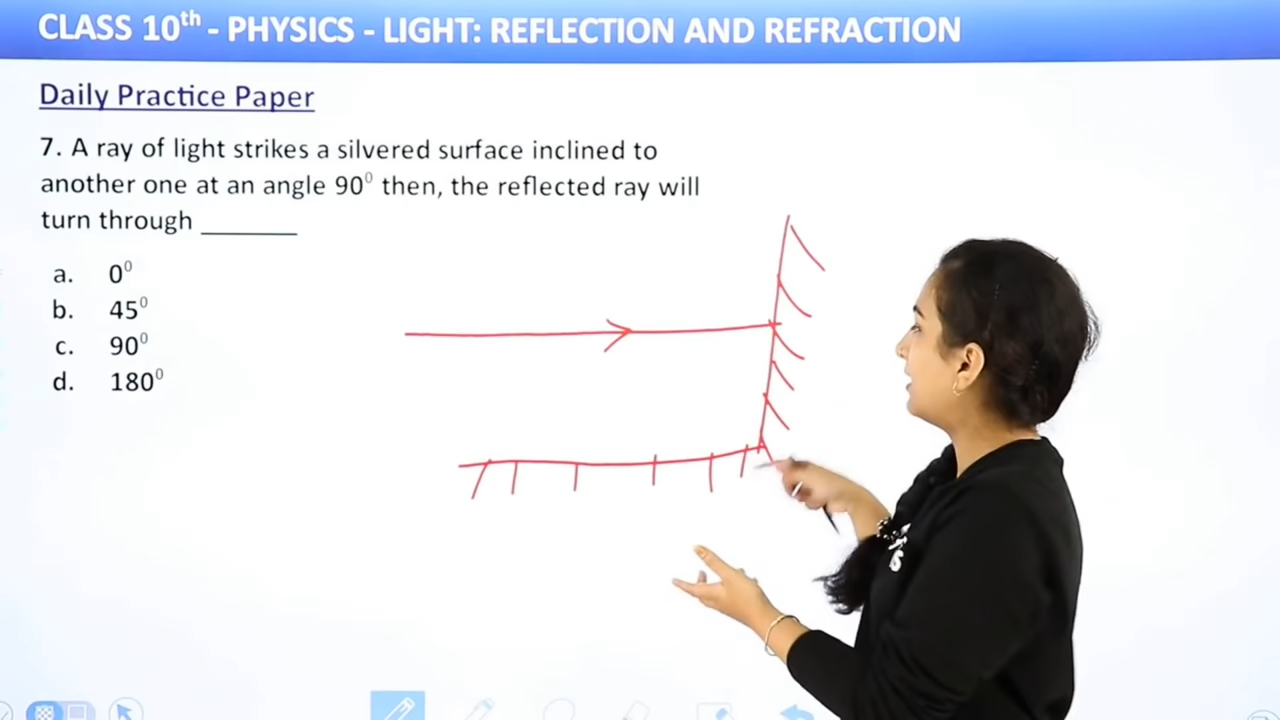 CLASS 10th - PHYSICS - LIGHT: REFLECTION AND REFRACTION
Daily Practice Paper
7. A ray of light strikes a silvered surface inclined to
another one at an angle 90⁰ then, the reflected ray will
turn through ______
a. 0⁰
b. 45⁰
c. 90⁰
d. 180⁰